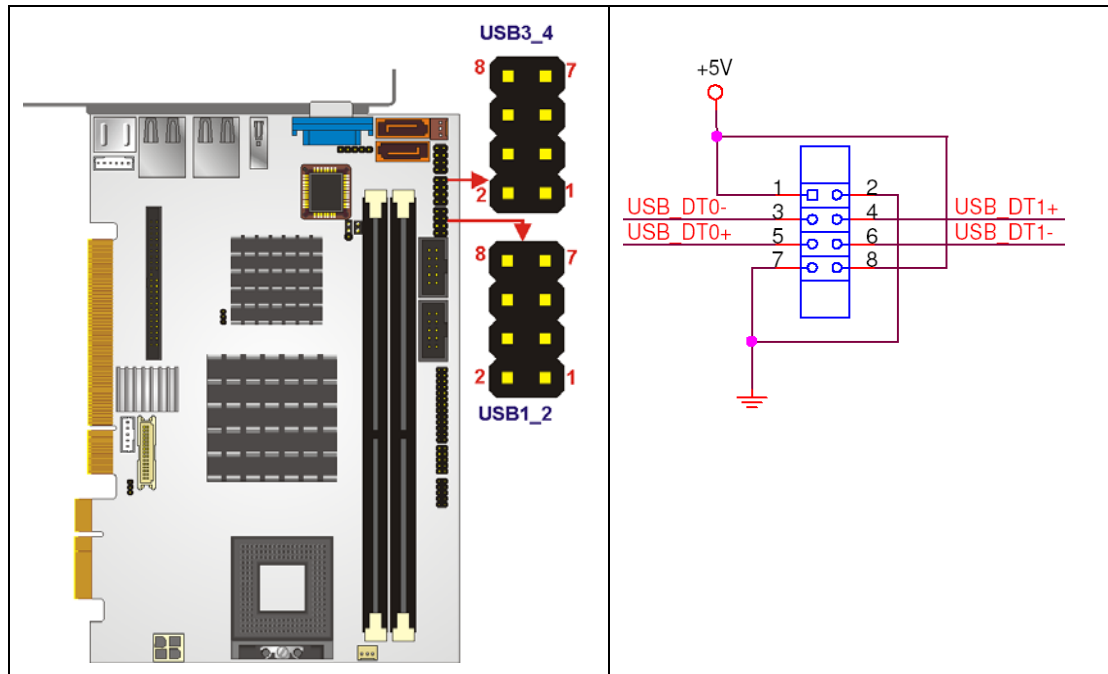 USB3_4
8 7
2 1
8 7
2 1
USB1_2
+5V
1 2
USB_DT0- 3 4 USB_DT1+
USB_DT0+ 5 6 USB_DT1-
7 8